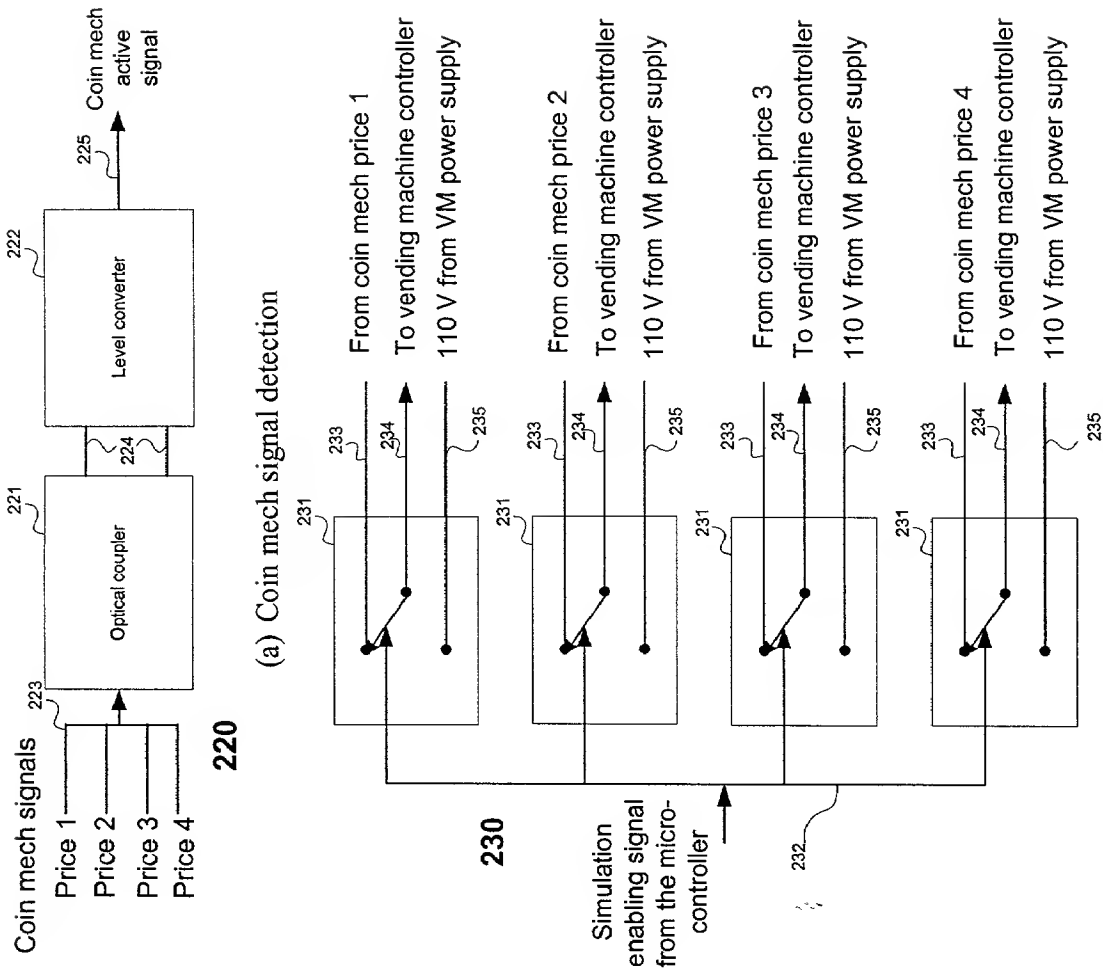 Coin mech signals
Price 1
Price 2
Price 3
Price 4
223
221
Optical coupler
224
222
Level converter
225
Coin mech
active
signal
220
(a) Coin mech signal detection
230
Simulation
enabling signal
from the micro-
controller
232
231
233
234
235
From coin mech price 1
To vending machine controller
110 V from VM power supply
231
233
234
235
From coin mech price 2
To vending machine controller
110 V from VM power supply
231
233
234
235
From coin mech price 3
To vending machine controller
110 V from VM power supply
231
233
234
235
From coin mech price 4
To vending machine controller
110 V from VM power supply